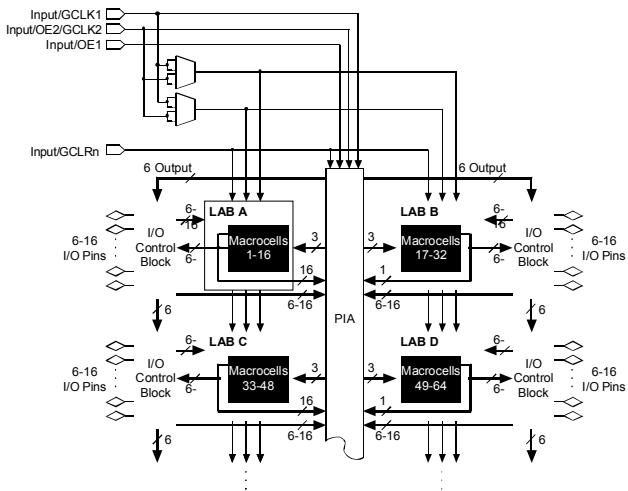 Input/GCLK1
Input/OE2/GCLK2
Input/OE1
Input/GCLRn
6 Output
6 Output
LAB A
LAB B
6-
16
6-
16
6-16
I/O Pins
I/O
Control
Block
6-
Macrocells
1-16
3
3
Macrocells
17-32
6-
I/O
Control
Block
6-16
I/O Pins
16
1
6-16
6-16
6
PIA
6
LAB C
LAB D
6-
6-
6-16
I/O Pins
I/O
Control
Block
6-
Macrocells
33-48
3
3
Macrocells
49-64
6-
I/O
Control
Block
6-16
I/O Pins
16
1
6-16
6-16
6
6